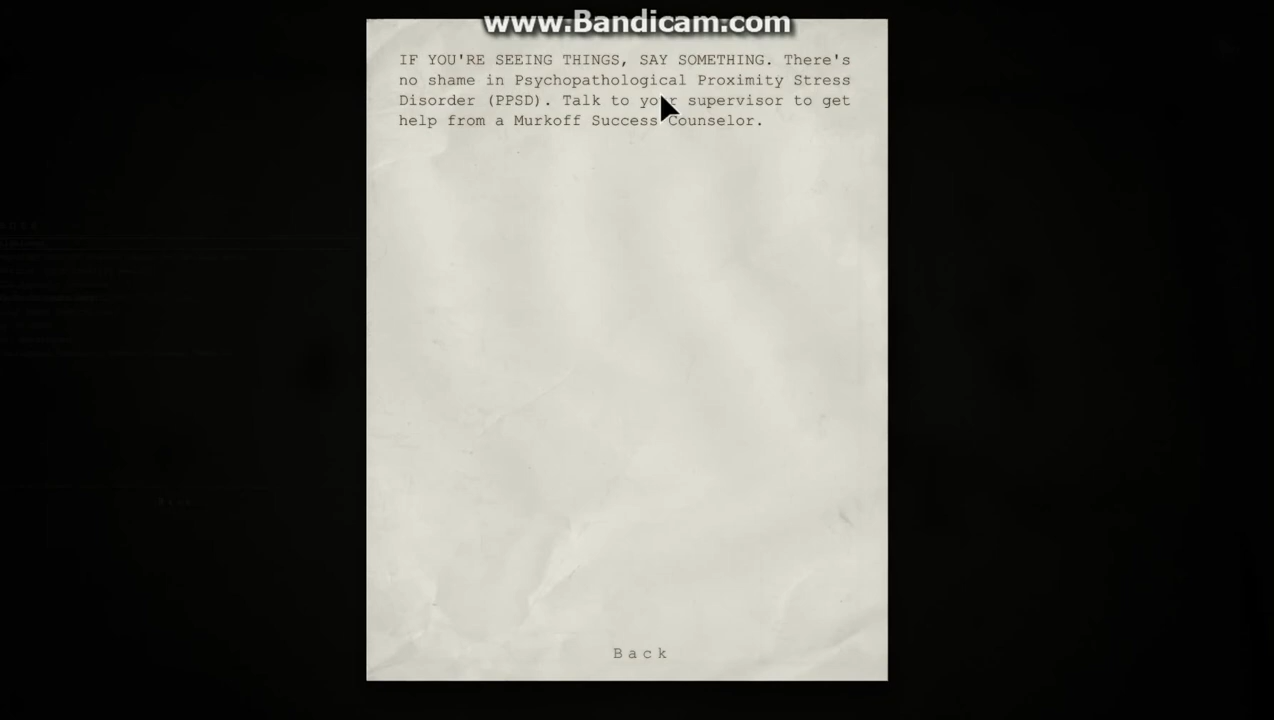 www.Bandicam.com
IF YOU'RE SEEING THINGS, SAY SOMETHING. There's
no shame in Psychopathological Proximity Stress
Disorder (PPSD). Talk to your supervisor to get
help from a Murkoff Success Counselor.
Back